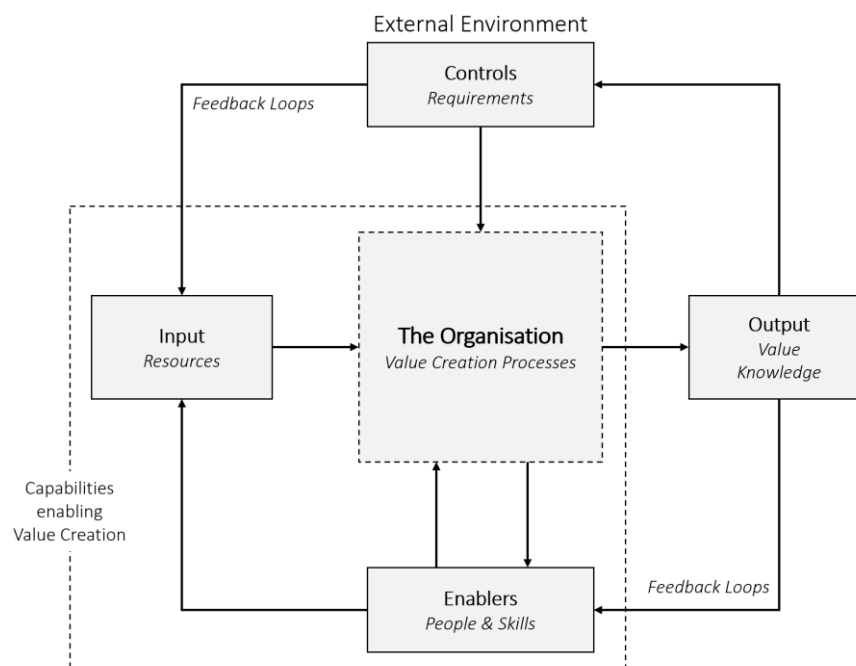 External Environment
Controls
Requirements
Feedback Loops
Input
Resources
The Organisation
Value Creation Processes
Output
Value
Knowledge
Capabilities
enabling
Value Creation
Enablers
People & Skills
Feedback Loops